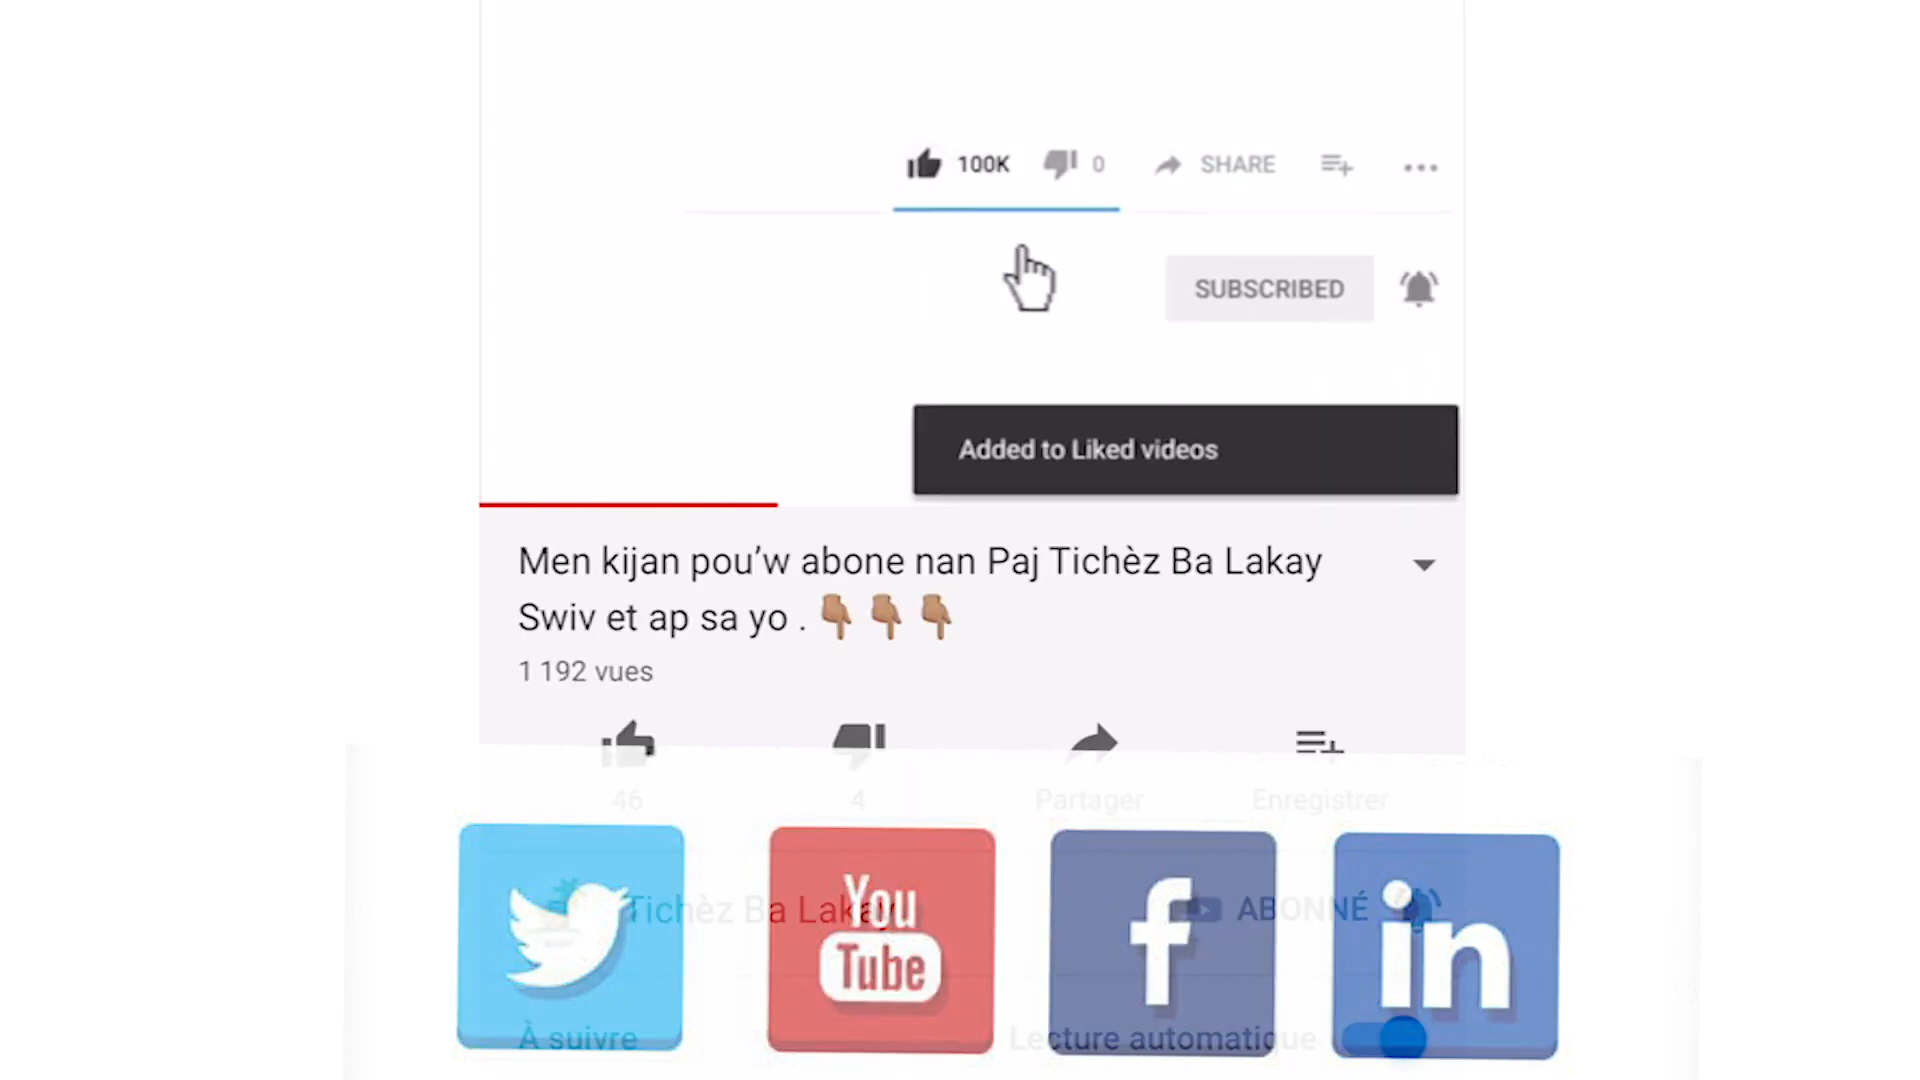 100K 0 SHARE
SUBSCRIBED
Added to Liked videos
Men kijan pou’w abone nan Paj Tichèz Ba Lakay
Swiv et ap sa yo . 👇🏽👇🏽👇🏽
1 192 vues
46 4 Partager Enregistrer
Tichèz Ba Lakay ABONNÉ
You
Tube
f
in
À suivre Lecture automatique